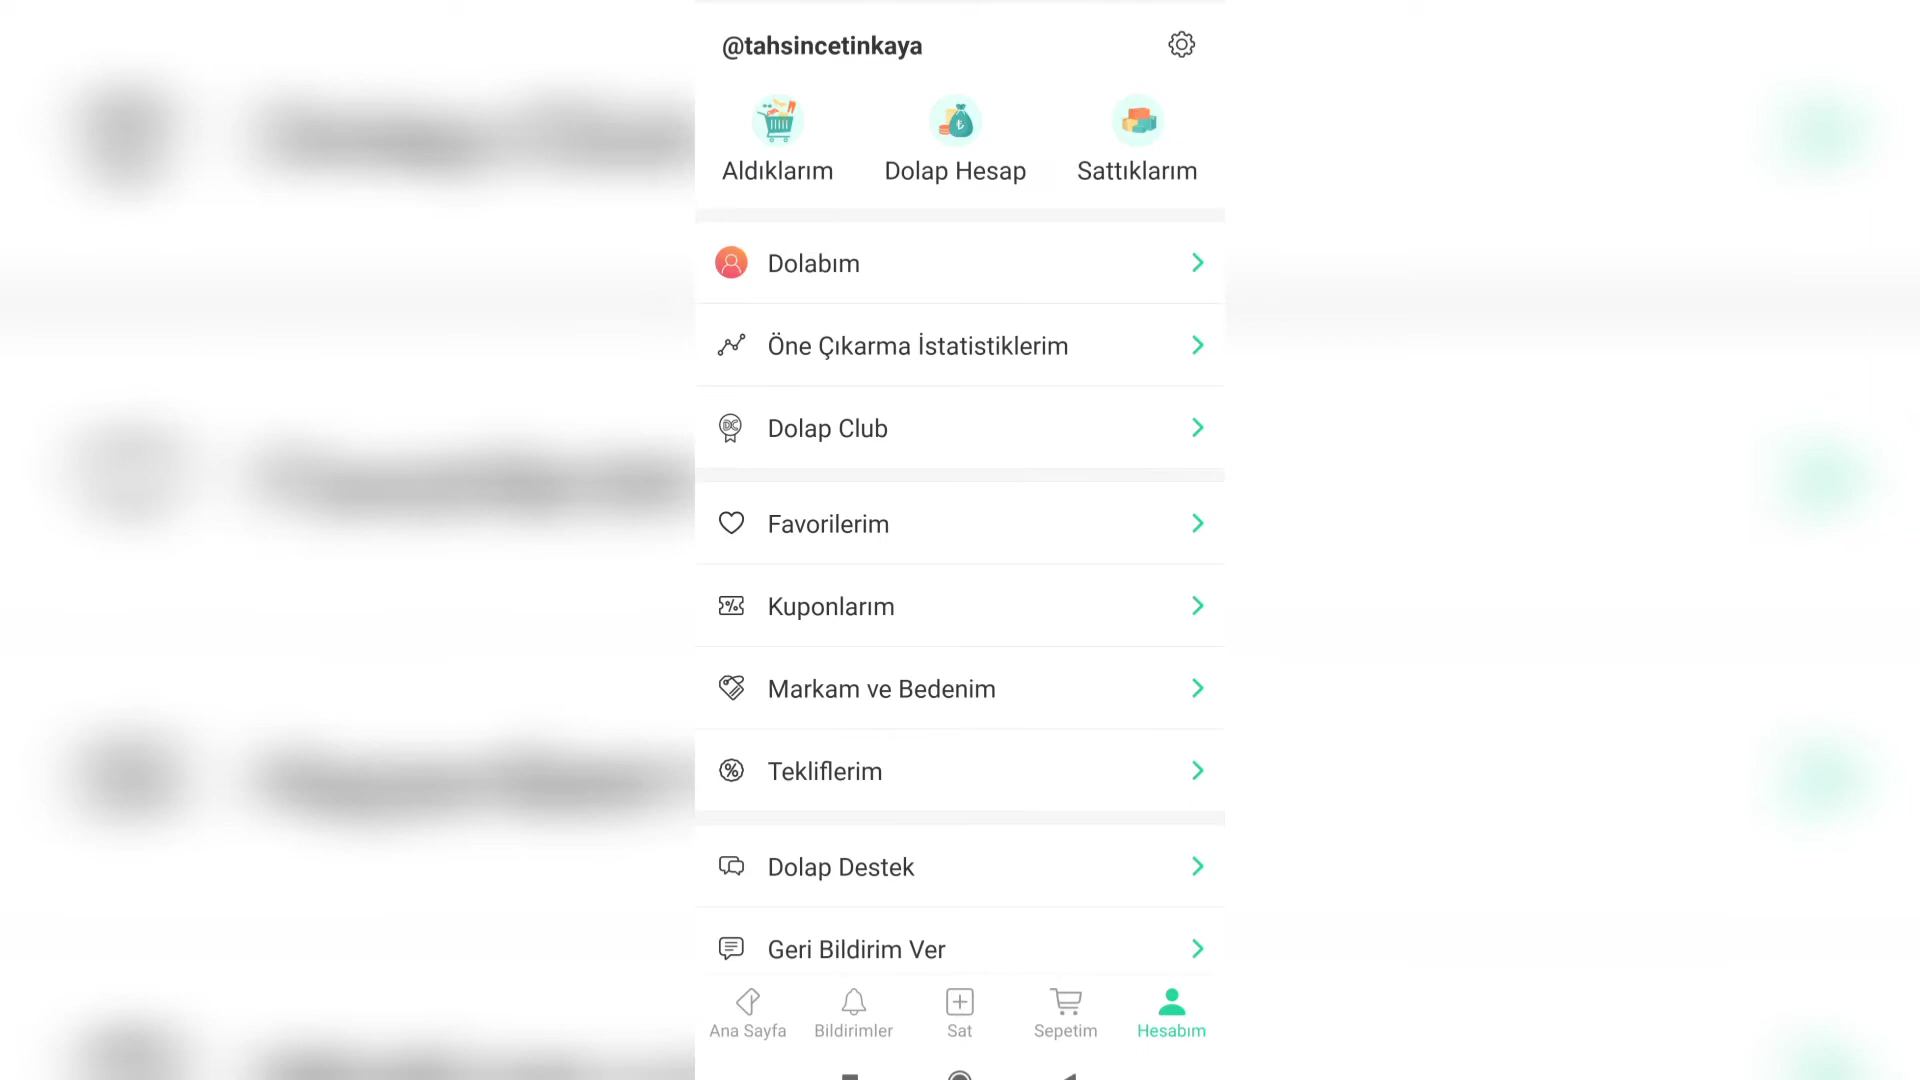 @tahsincetinkaya
Aldıklarım
Dolap Hesap
Sattıklarım
Dolabım
Öne Çıkarma İstatistiklerim
Dolap Club
Favorilerim
Kuponlarım
Markam ve Bedenim
Tekliflerim
Dolap Destek
Geri Bildirim Ver
Ana Sayfa
Bildirimler
Sat
Sepetim
Hesabım